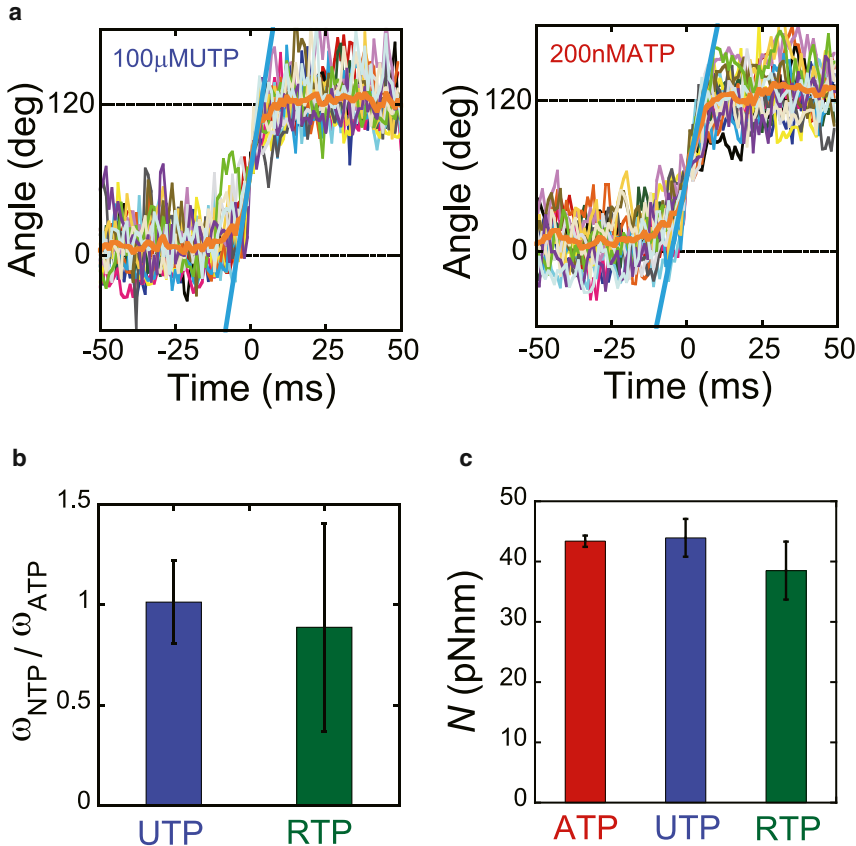 a
100μMUTP
Angle (deg)
120
0
-50 -25 0 25 50
Time (ms)
200nMATP
Angle (deg)
120
0
-50 -25 0 25 50
Time (ms)
b
ωNTP / ωATP
1.5
1
0.5
0
UTP RTP
c
N (pNnm)
50
40
30
20
10
0
ATP UTP RTP